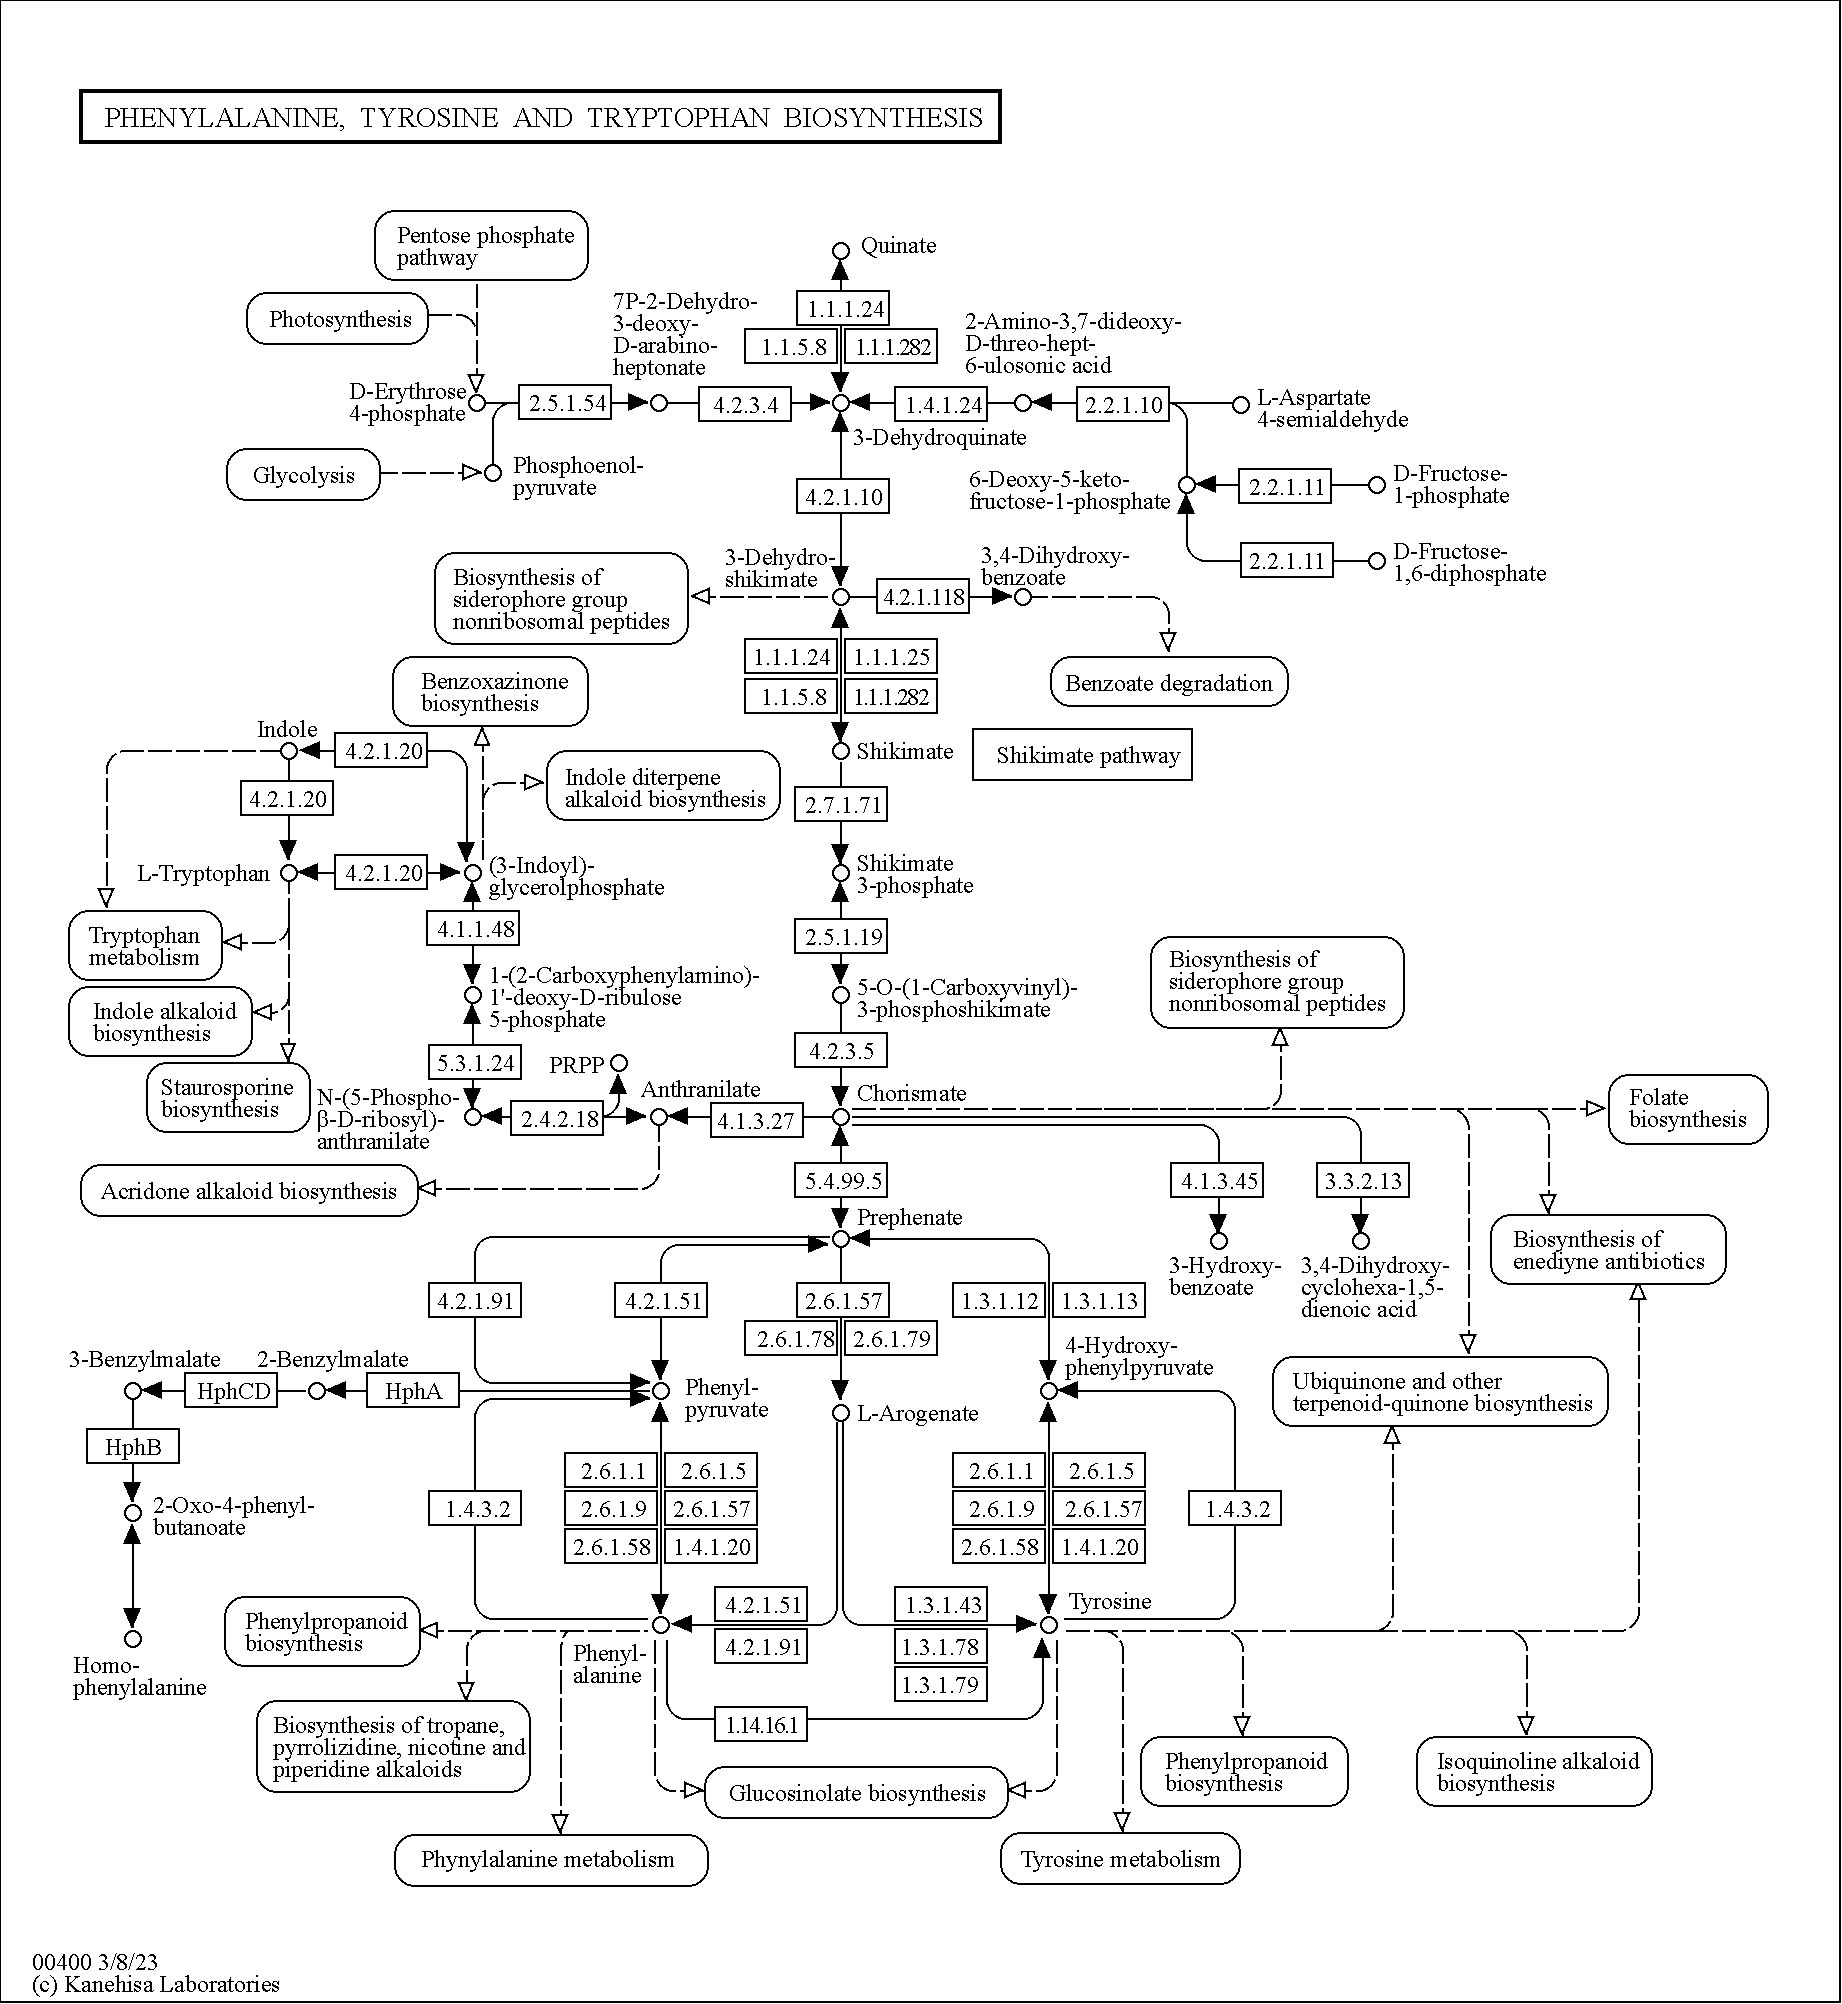 PHENYLALANINE, TYROSINE AND TRYPTOPHAN BIOSYNTHESIS
Pentose phosphate
pathway
Photosynthesis
D-Erythrose
4-phosphate
2.5.1.54
Glycolysis
Phosphoenol-
pyruvate
7P-2-Dehydro-
3-deoxy-
D-arabino-
heptonate
4.2.3.4
Quinate
1.1.1.24
1.1.5.8
1.1.1.282
3-Dehydroquinate
1.4.1.24
2-Amino-3,7-dideoxy-
D-threo-hept-
6-ulosonic acid
2.2.1.10
L-Aspartate
4-semialdehyde
6-Deoxy-5-keto-
fructose-1-phosphate
2.2.1.11
D-Fructose-
1-phosphate
2.2.1.11
D-Fructose-
1,6-diphosphate
4.2.1.10
3-Dehydro-
shikimate
Biosynthesis of
siderophore group
nonribosomal peptides
4.2.1.118
3,4-Dihydroxy-
benzoate
Benzoate degradation
1.1.1.24
1.1.1.25
1.1.5.8
1.1.1.282
Shikimate
Shikimate pathway
Benzoxazinone
biosynthesis
Indole
4.2.1.20
4.2.1.20
Indole diterpene
alkaloid biosynthesis
2.7.1.71
L-Tryptophan
4.2.1.20
(3-Indoyl)-
glycerolphosphate
Shikimate
3-phosphate
Tryptophan
metabolism
4.1.1.48
2.5.1.19
Indole alkaloid
biosynthesis
1-(2-Carboxyphenylamino)-
1'-deoxy-D-ribulose
5-phosphate
5-O-(1-Carboxyvinyl)-
3-phosphoshikimate
Biosynthesis of
siderophore group
nonribosomal peptides
Staurosporine
biosynthesis
5.3.1.24
PRPP
4.2.3.5
N-(5-Phospho-
β-D-ribosyl)-
anthranilate
2.4.2.18
Anthranilate
4.1.3.27
Chorismate
Folate
biosynthesis
Acridone alkaloid biosynthesis
5.4.99.5
4.1.3.45
3.3.2.13
Prephenate
3-Hydroxy-
benzoate
3,4-Dihydroxy-
cyclohexa-1,5-
dienoic acid
Biosynthesis of
enediyne antibiotics
4.2.1.91
4.2.1.51
2.6.1.57
2.6.1.78
2.6.1.79
1.3.1.12
1.3.1.13
3-Benzylmalate
2-Benzylmalate
HphCD
HphA
Phenyl-
pyruvate
L-Arogenate
4-Hydroxy-
phenylpyruvate
Ubiquinone and other
terpenoid-quinone biosynthesis
HphB
2-Oxo-4-phenyl-
butanoate
1.4.3.2
2.6.1.1
2.6.1.5
2.6.1.9
2.6.1.57
2.6.1.58
1.4.1.20
2.6.1.1
2.6.1.5
2.6.1.9
2.6.1.57
2.6.1.58
1.4.1.20
1.4.3.2
Homo-
phenylalanine
Phenylpropanoid
biosynthesis
Phenyl-
alanine
4.2.1.51
4.2.1.91
1.3.1.43
1.3.1.78
1.3.1.79
Tyrosine
1.14.16.1
Biosynthesis of tropane,
pyrrolizidine, nicotine and
piperidine alkaloids
Glucosinolate biosynthesis
Phenylpropanoid
biosynthesis
Isoquinoline alkaloid
biosynthesis
Phynylalanine metabolism
Tyrosine metabolism
00400 3/8/23
(c) Kanehisa Laboratories